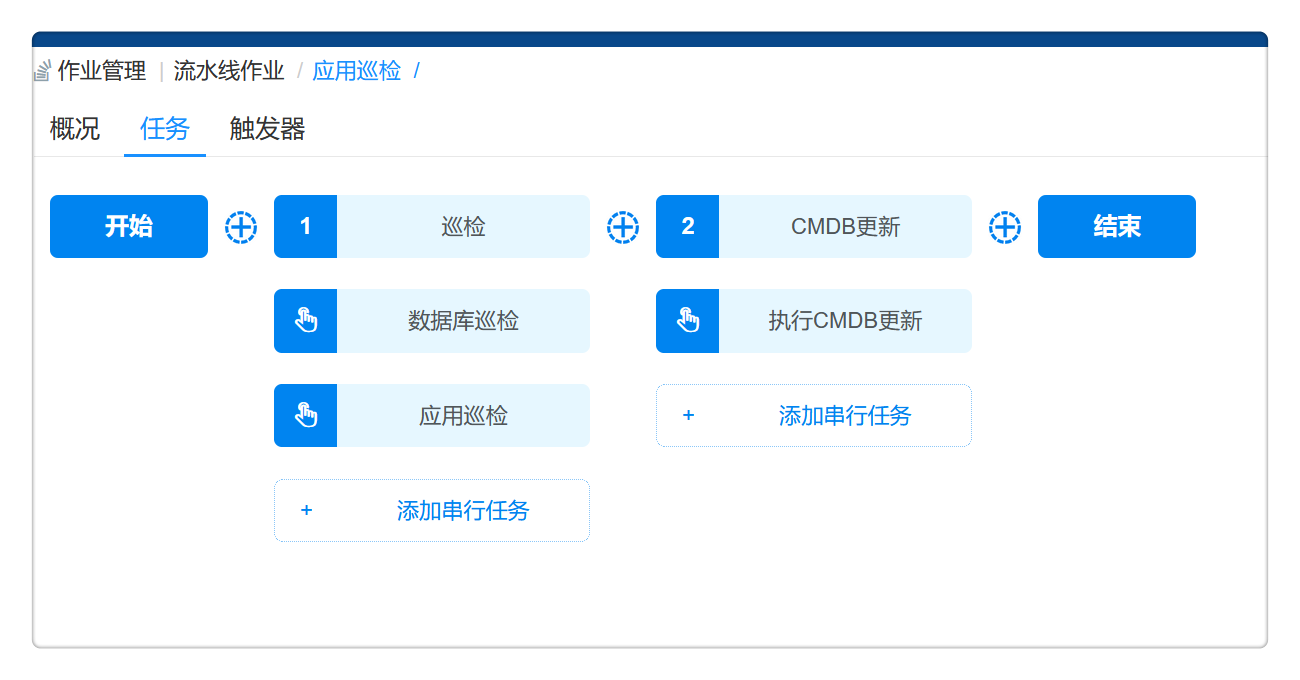 作业管理 | 流水线作业 / 应用巡检 /
概况 任务 触发器
开始 1 巡检 2 CMDB更新 结束
数据库巡检 执行CMDB更新
应用巡检 + 添加串行任务
+ 添加串行任务